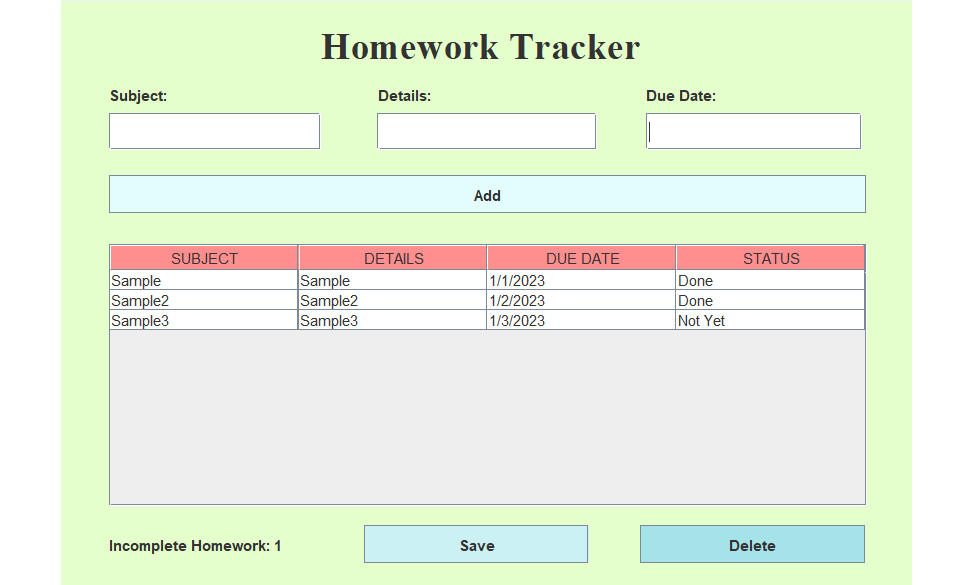 Homework Tracker
Subject: Details: Due Date:
Add
SUBJECT DETAILS DUE DATE STATUS
Sample Sample 1/1/2023 Done
Sample2 Sample2 1/2/2023 Done
Sample3 Sample3 1/3/2023 Not Yet
Incomplete Homework: 1 Save Delete